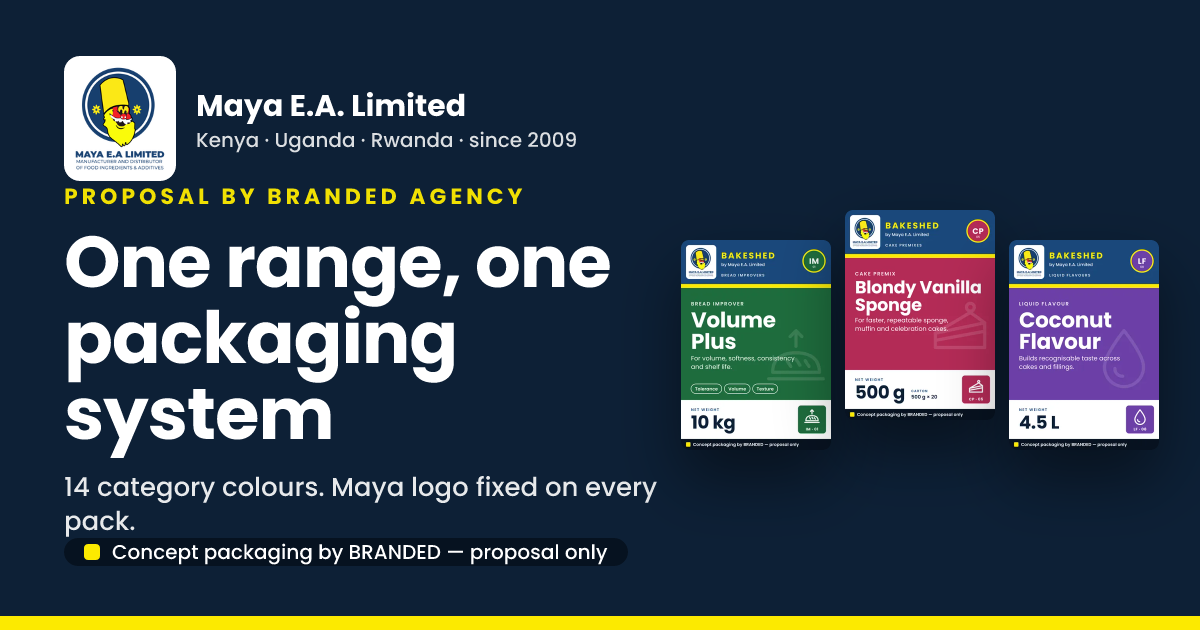 MAYA E.A LIMITED
MANUFACTURER AND DISTRIBUTOR
OF FOOD INGREDIENTS & ADDITIVES
Maya E.A. Limited
Kenya · Uganda · Rwanda · since 2009
PROPOSAL BY BRANDED AGENCY
One range, one
packaging
system
14 category colours. Maya logo fixed on every
pack.
Concept packaging by BRANDED — proposal only
BAKESHED
by Maya E.A. Limited
BREAD IMPROVERS
IM
BREAD IMPROVER
Volume
Plus
For volume, softness, consistency
and shelf life.
Tolerance
Volume
Texture
NET WEIGHT
10 kg
IM · 01
Concept packaging by BRANDED — proposal only
BAKESHED
by Maya E.A. Limited
CAKE PREMIXES
CP
CAKE PREMIX
Blondy Vanilla
Sponge
For faster, repeatable sponge,
muffin and celebration cakes.
NET WEIGHT
500 g
CARTON
500 g × 20
Concept packaging by BRANDED — proposal only
BAKESHED
by Maya E.A. Limited
LIQUID FLAVOURS
LF
LIQUID FLAVOUR
Coconut
Flavour
Builds recognisable taste across
cakes and fillings.
NET WEIGHT
4.5 L
Concept packaging by BRANDED — proposal only